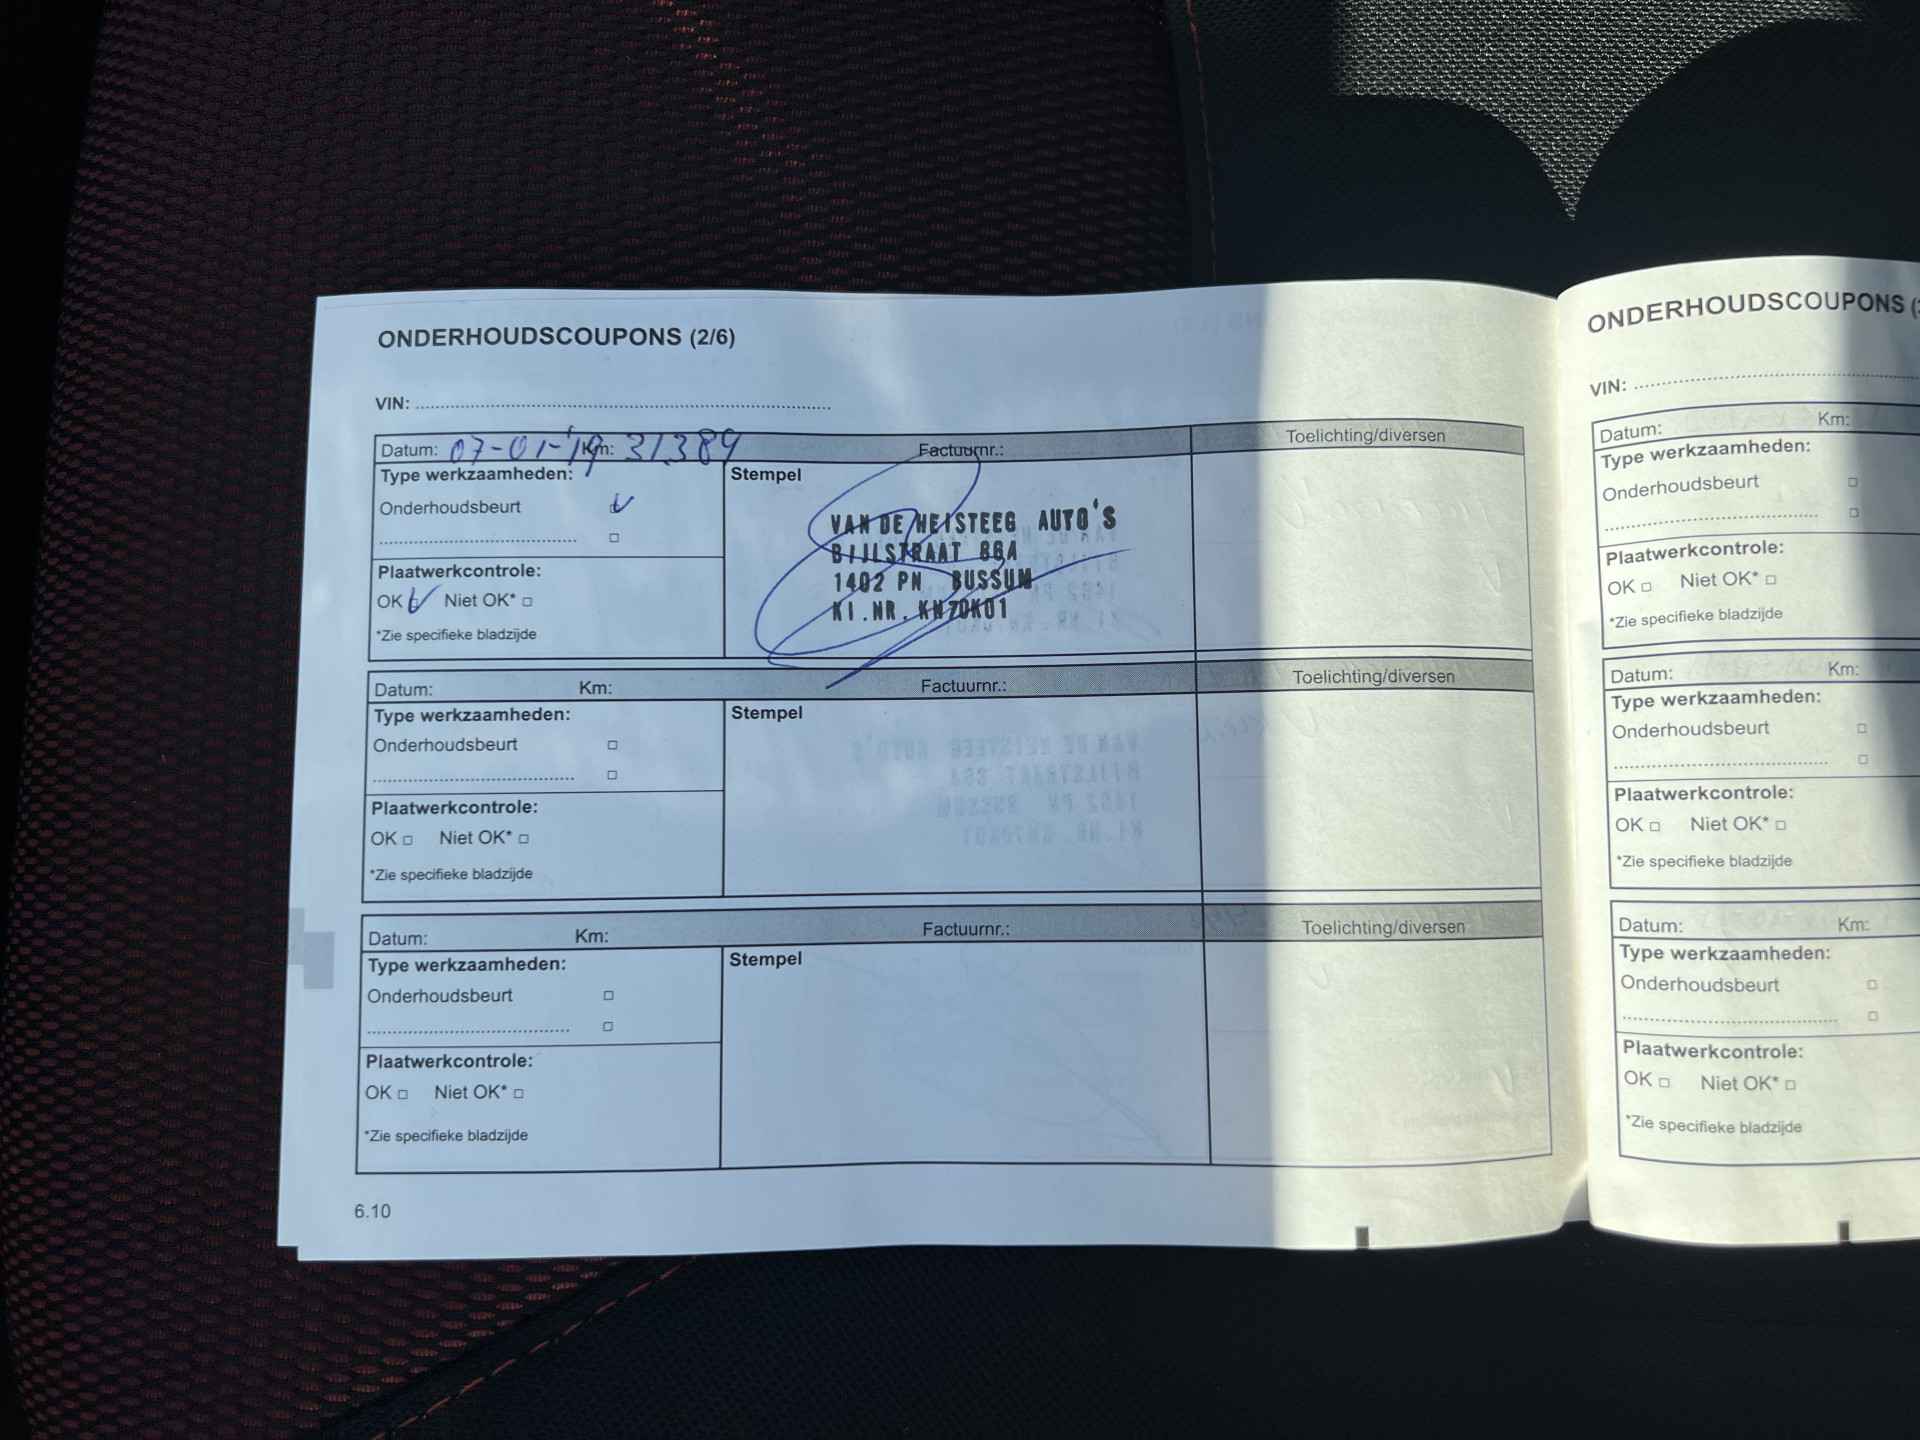 ONDERHOUDSCOUPONS (2/6)
VIN:
Datum: 07-01-'19 Km: 31.389 Factuurnr.: Toelichting/diversen
Type werkzaamheden: Stempel
Onderhoudsbeurt
Plaatwerkcontrole:
OK Niet OK*
*Zie specifieke bladzijde
VAN DE HEISTEEG AUTO'S
BIJLSTRAAT 86A
1402 PN BUSSUM
KI.NR. KN70K01
Datum: Km: Factuurnr.: Toelichting/diversen
Type werkzaamheden: Stempel
Onderhoudsbeurt
Plaatwerkcontrole:
OK Niet OK*
*Zie specifieke bladzijde
Datum: Km: Factuurnr.: Toelichting/diversen
Type werkzaamheden: Stempel
Onderhoudsbeurt
Plaatwerkcontrole:
OK Niet OK*
*Zie specifieke bladzijde
6.10
ONDERHOUDSCOUPONS
VIN:
Datum: Km:
Type werkzaamheden:
Onderhoudsbeurt
Plaatwerkcontrole:
OK Niet OK*
*Zie specifieke bladzijde
Datum: Km:
Type werkzaamheden:
Onderhoudsbeurt
Plaatwerkcontrole:
OK Niet OK*
*Zie specifieke bladzijde
Datum: Km:
Type werkzaamheden:
Onderhoudsbeurt
Plaatwerkcontrole:
OK Niet OK*
*Zie specifieke bladzijde